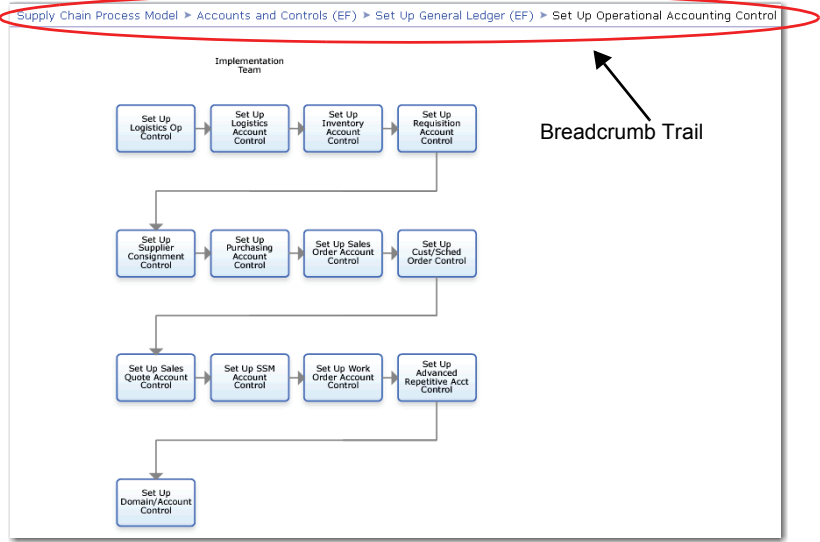 Supply Chain Process Model ➤ Accounts and Controls (EF) ➤ Set Up General Ledger (EF) ➤ Set Up Operational Accounting Control
Implementation
Team
Breadcrumb Trail
Set Up
Logistics Op
Control
Set Up
Logistics
Account
Control
Set Up
Inventory
Account
Control
Set Up
Requisition
Account
Control
Set Up
Supplier
Consignment
Control
Set Up
Purchasing
Account
Control
Set Up Sales
Order Account
Control
Set Up
Cust/Sched
Order Control
Set Up Sales
Quote Account
Control
Set Up SSM
Account
Control
Set Up Work
Order Account
Control
Set Up
Advanced
Repetitive Acct
Control
Set Up
Domain/Account
Control